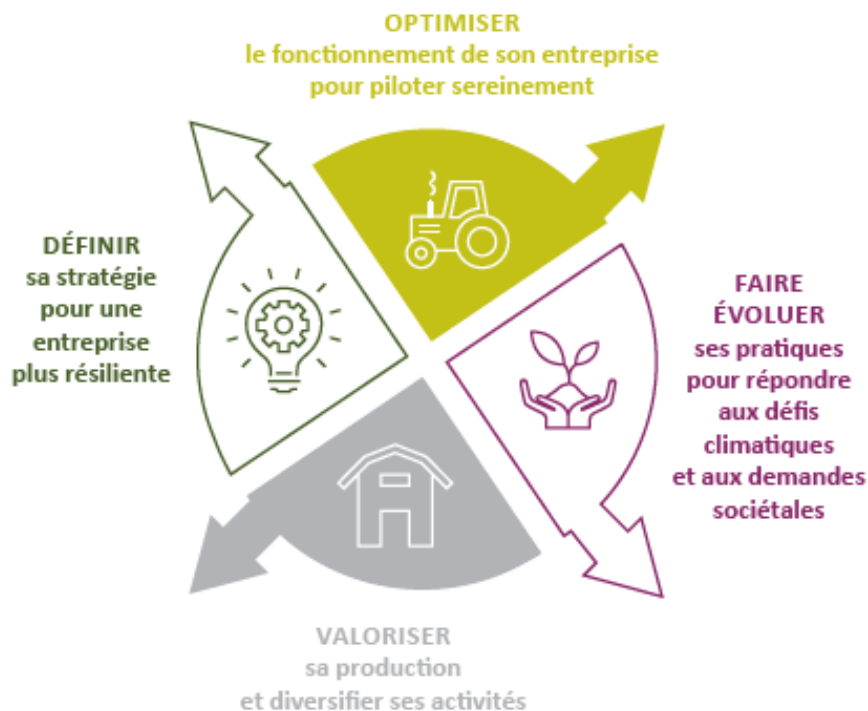 OPTIMISER
le fonctionnement de son entreprise
pour piloter sereinement
DÉFINIR
sa stratégie
pour une
entreprise
plus résiliente
FAIRE
ÉVOLUER
ses pratiques
pour répondre
aux défis
climatiques
et aux demandes
sociétales
VALORISER
sa production
et diversifier ses activités